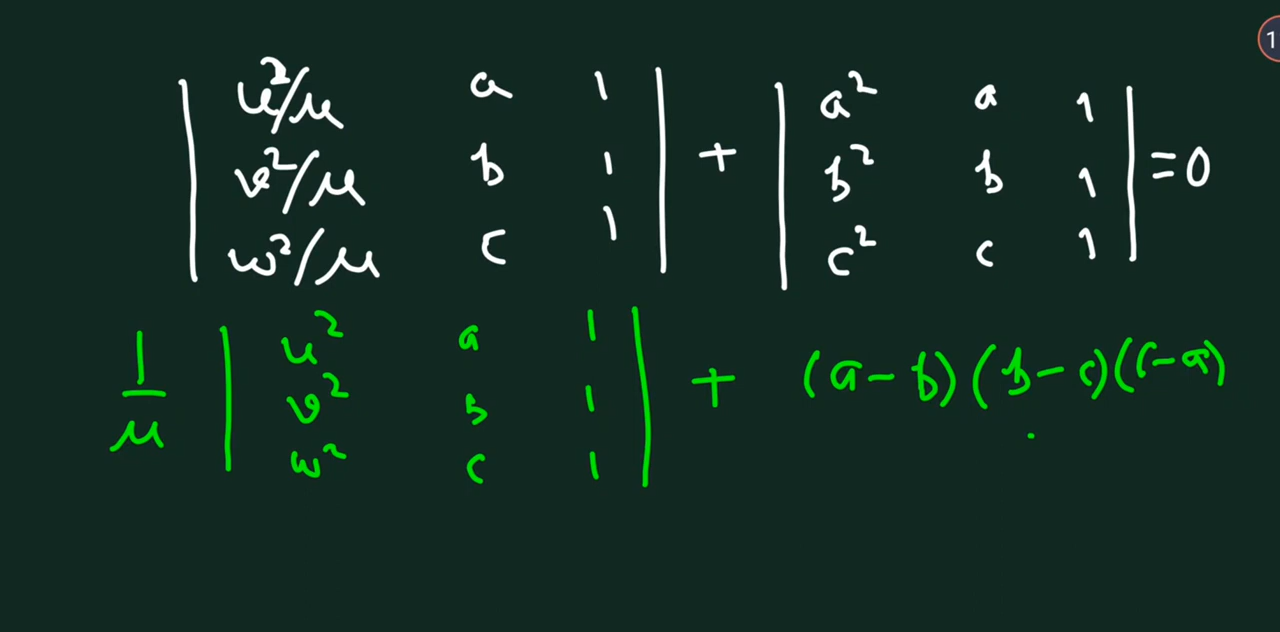 | u²/μ a 1 | + | a² a 1 |
| v²/μ b 1 | | b² b 1 | = 0
| w²/μ c 1 | | c² c 1 |
1/μ | u² a 1 | + (a-b)(b-c)(c-a)
| v² b 1 |
| w² c 1 |
1